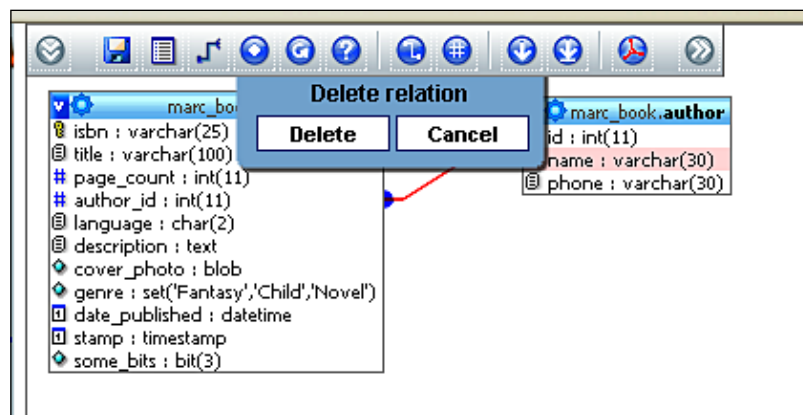 Delete relation
Delete Cancel
marc_bo
isbn : varchar(25)
title : varchar(100)
page_count : int(11)
author_id : int(11)
language : char(2)
description : text
cover_photo : blob
genre : set('Fantasy','Child','Novel')
date_published : datetime
stamp : timestamp
some_bits : bit(3)
marc_book.author
id : int(11)
name : varchar(30)
phone : varchar(30)